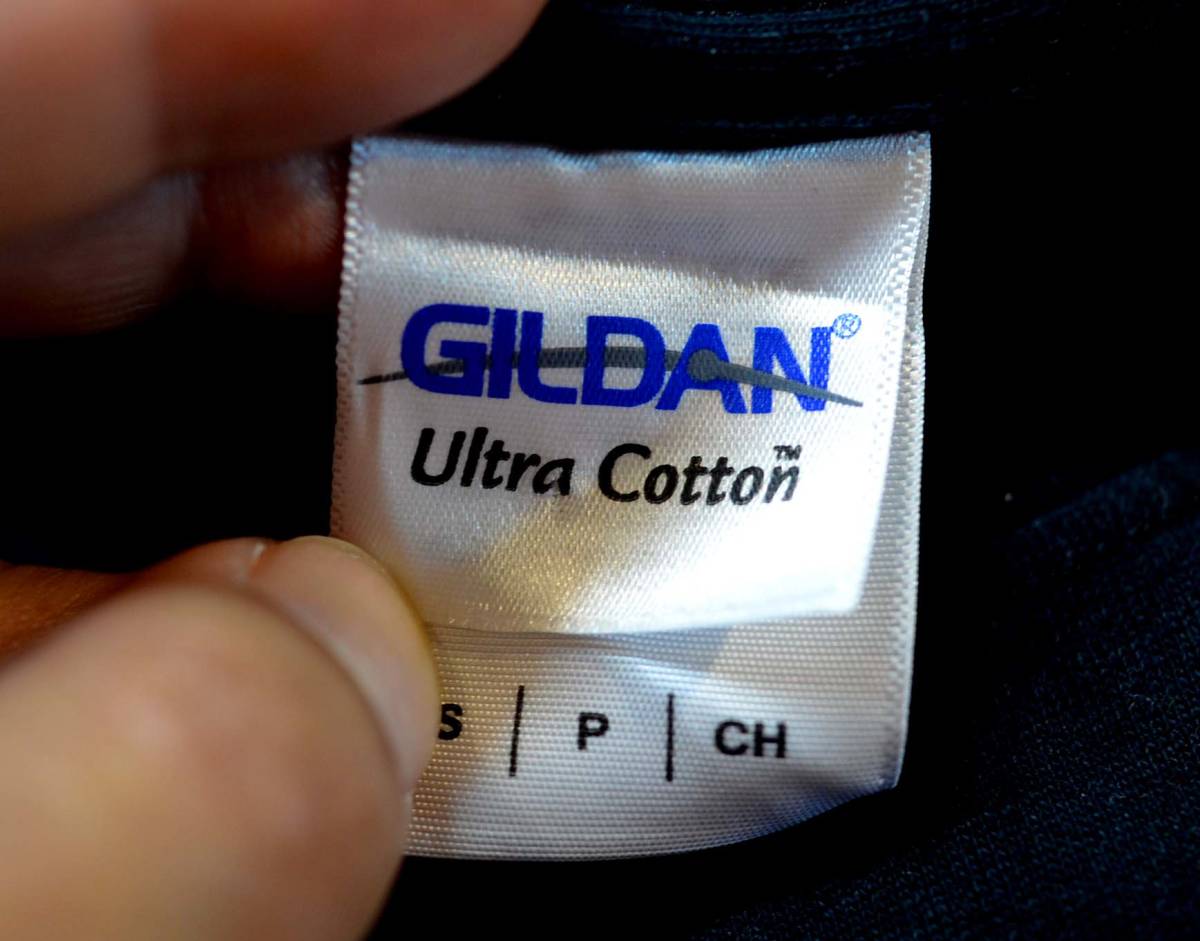 GILDAN®
Ultra Cotton™
S | P | CH